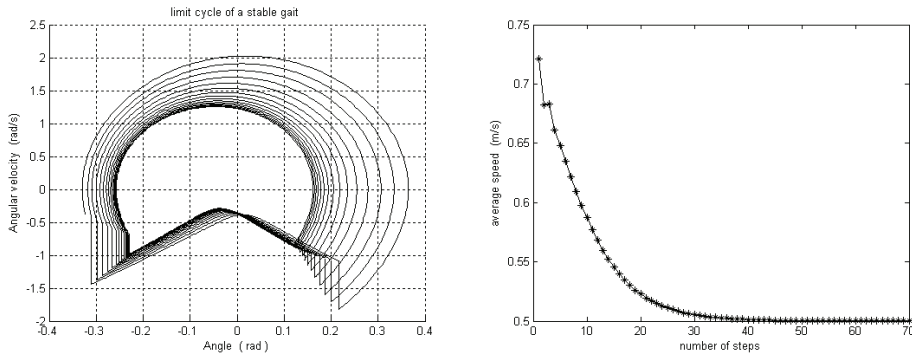 limit cycle of a stable gait
2.5
2
1.5
1
0.5
0
-0.5
-1
-1.5
-2
Angular velocity (rad/s)
-0.4 -0.3 -0.2 -0.1 0 0.1 0.2 0.3 0.4
Angle ( rad )
0.75
0.7
0.65
0.6
0.55
0.5
average speed (m/s)
0 10 20 30 40 50 60 70
number of steps